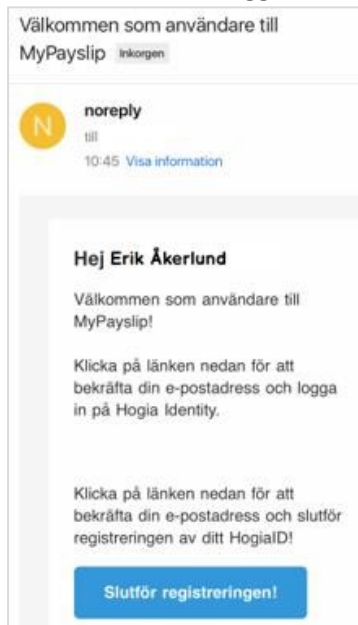 Välkommen som användare till
MyPayslip Inkorgen
N
noreply
till
10:45 Visa information
Hej Erik Åkerlund
Välkommen som användare till
MyPayslip!
Klicka på länken nedan för att
bekräfta din e-postadress och logga
in på Hogia Identity.
Klicka på länken nedan för att
bekräfta din e-postadress och slutför
registreringen av ditt HogiaID!
Slutför registreringen!